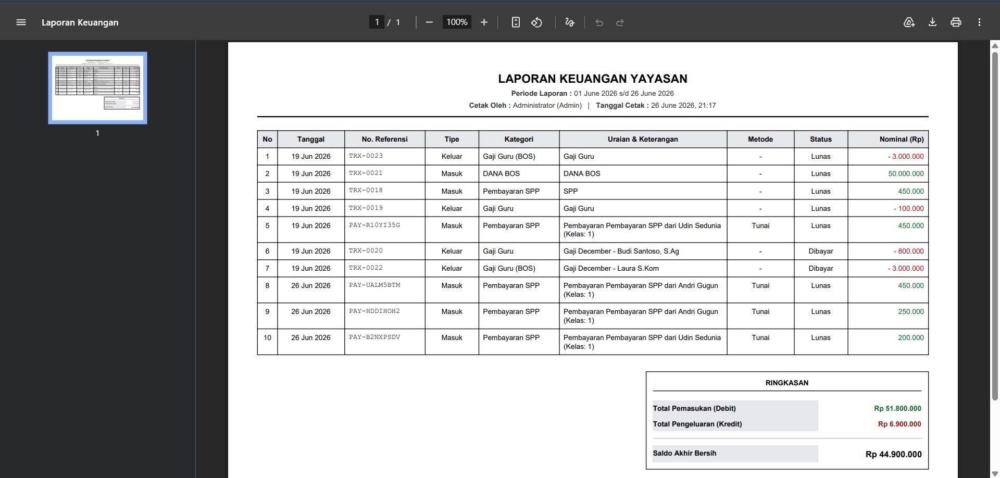 Laporan Keuangan
1 / 1
100%
1
LAPORAN KEUANGAN YAYASAN
Periode Laporan : 01 June 2026 s/d 26 June 2026
Cetak Oleh : Administrator (Admin) | Tanggal Cetak : 26 June 2026, 21:17
No Tanggal No. Referensi Tipe Kategori Uraian & Keterangan Metode Status Nominal (Rp)
1 19 Jun 2026 TRX-0023 Keluar Gaji Guru (BOS) Gaji Guru - Lunas - 3.000.000
2 19 Jun 2026 TRX-0021 Masuk DANA BOS DANA BOS - Lunas 50.000.000
3 19 Jun 2026 TRX-0018 Masuk Pembayaran SPP SPP - Lunas 450.000
4 19 Jun 2026 TRX-0019 Keluar Gaji Guru Gaji Guru - Lunas - 100.000
5 19 Jun 2026 PAY-R10YI35G Masuk Pembayaran SPP Pembayaran Pembayaran SPP dari Udin Sedunia Tunai Lunas 450.000
(Kelas: 1)
6 19 Jun 2026 TRX-0020 Keluar Gaji Guru Gaji December - Budi Santoso, S.Ag - Dibayar - 800.000
7 19 Jun 2026 TRX-0022 Keluar Gaji Guru (BOS) Gaji December - Laura S.Kom - Dibayar - 3.000.000
8 26 Jun 2026 PAY-UALM5BTM Masuk Pembayaran SPP Pembayaran Pembayaran SPP dari Andri Gugun Tunai Lunas 450.000
(Kelas: 1)
9 26 Jun 2026 PAY-HDDIHOH2 Masuk Pembayaran SPP Pembayaran Pembayaran SPP dari Andri Gugun Tunai Lunas 250.000
(Kelas: 1)
10 26 Jun 2026 PAY-B2NXPSDV Masuk Pembayaran SPP Pembayaran Pembayaran SPP dari Udin Sedunia Tunai Lunas 200.000
(Kelas: 1)
RINGKASAN
Total Pemasukan (Debit) Rp 51.800.000
Total Pengeluaran (Kredit) Rp 6.900.000
Saldo Akhir Bersih Rp 44.900.000